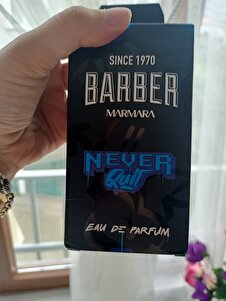 SINCE 1970
BARBER
MARMARA
NEVER
QUIT
EAU DE PARFUM